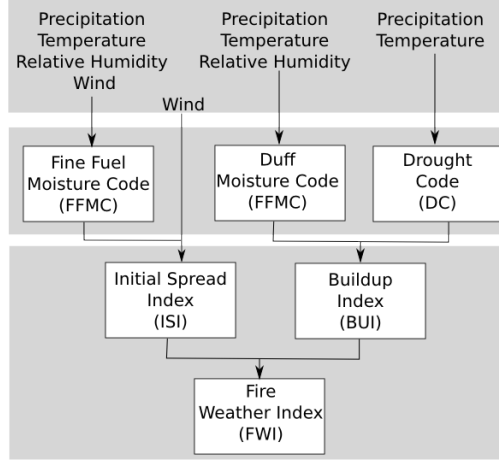 Precipitation
Temperature
Relative Humidity
Wind
Precipitation
Temperature
Relative Humidity
Precipitation
Temperature
Wind
Fine Fuel
Moisture Code
(FFMC)
Duff
Moisture Code
(FFMC)
Drought
Code
(DC)
Initial Spread
Index
(ISI)
Buildup
Index
(BUI)
Fire
Weather Index
(FWI)